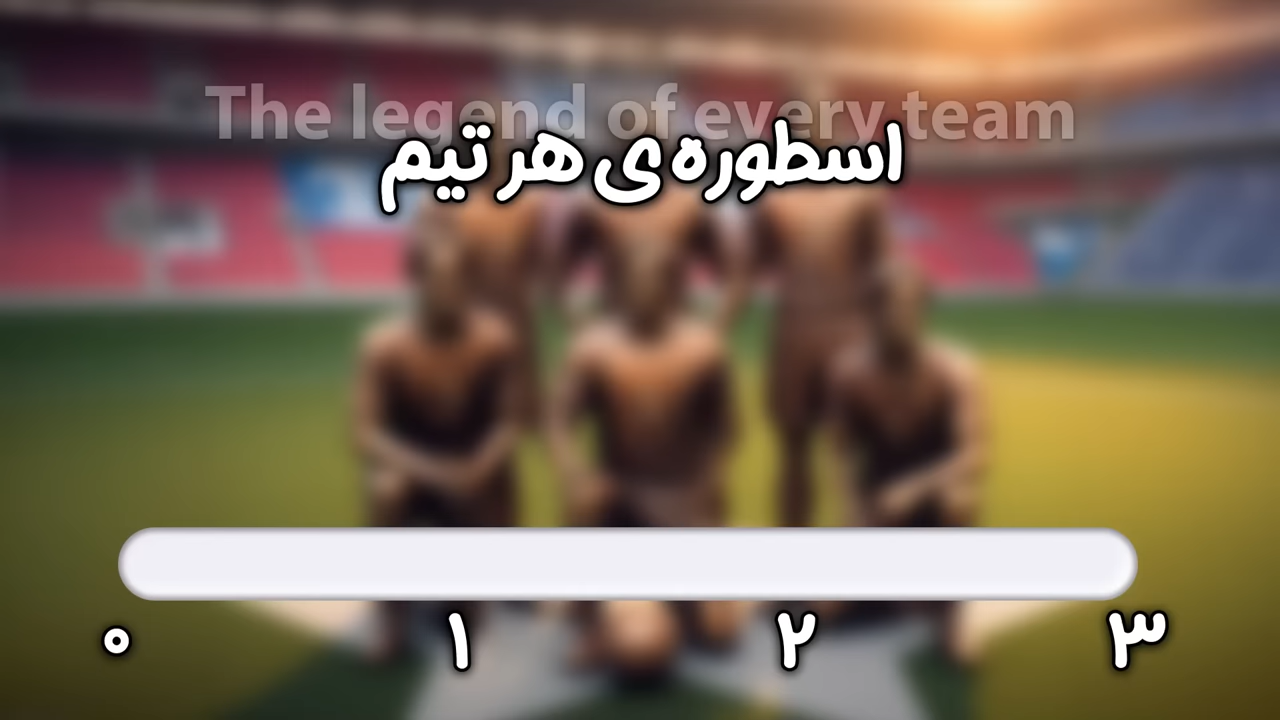 The legend of every team
اسطوره‌ی هر تیم
۰ ۱ ۲ ۳